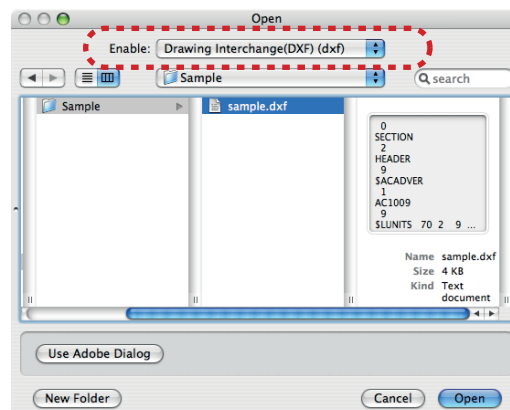 Open
Enable: Drawing Interchange(DXF) (dxf)
Sample
search
Sample
sample.dxf
0
SECTION
2
HEADER
9
$ACADVER
1
AC1009
9
$LUNITS 70 2 9 ...
Name sample.dxf
Size 4 KB
Kind Text
document
Use Adobe Dialog
New Folder
Cancel
Open